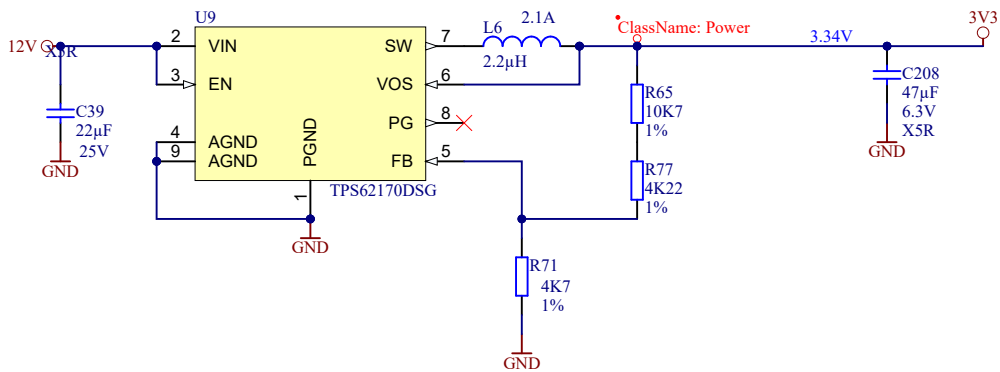 U9
12V
X5R
2
VIN
3
EN
4
AGND
9
AGND
PGND
1
SW
7
VOS
6
PG
8
FB
5
TPS62170DSG
C39
22µF
25V
GND
GND
L6
2.1A
2.2µH
ClassName: Power
3.34V
3V3
R65
10K7
1%
R77
4K22
1%
C208
47µF
6.3V
X5R
GND
R71
4K7
1%
GND